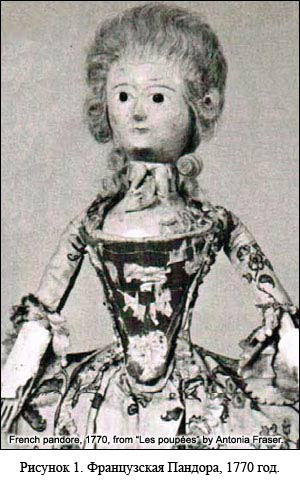 French pandore, 1770, from "Les poupées" by Antonia Fraser.
Рисунок 1. Французская Пандора, 1770 год.